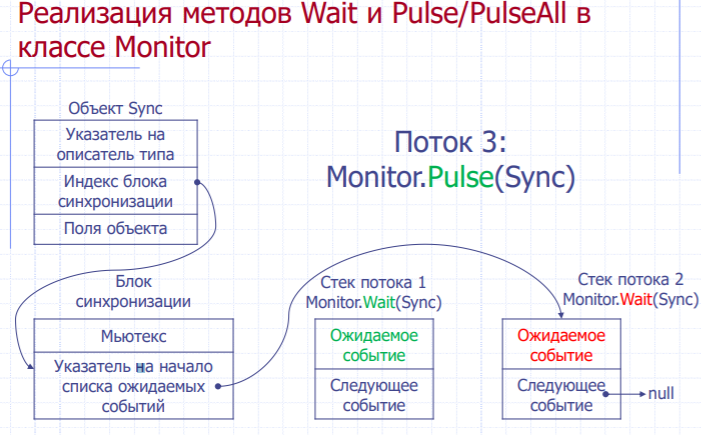 Реализация методов Wait и Pulse/PulseAll в
классе Monitor
Объект Sync
Указатель на
описатель типа
Индекс блока
синхронизации
Поля объекта
Поток 3:
Monitor.Pulse(Sync)
Блок
синхронизации
Мьютекс
Указатель на начало
списка ожидаемых
событий
Стек потока 1
Monitor.Wait(Sync)
Ожидаемое
событие
Следующее
событие
Стек потока 2
Monitor.Wait(Sync)
Ожидаемое
событие
Следующее
событие
null